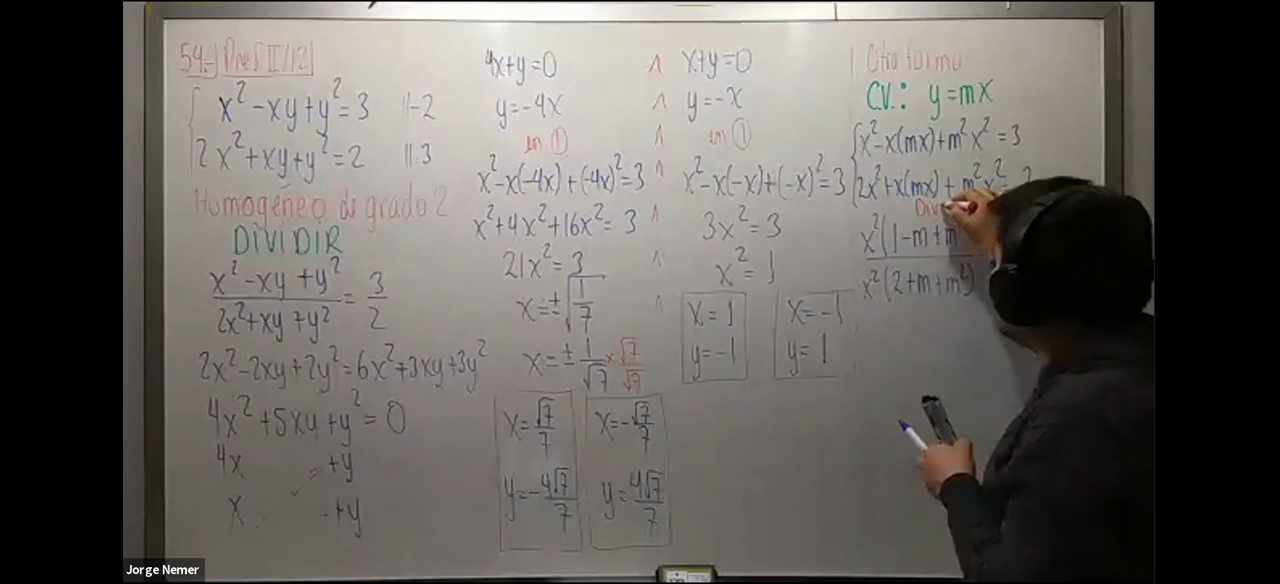 54.-) Pre S II/12
x² - xy + y² = 3 ||·-2
2x² + xy + y² = 2 ||·3
Homogéneo de grado 2
DIVIDIR
x² - xy + y² / 2x² + xy + y² = 3/2
2x² - 2xy + 2y² = 6x² + 3xy + 3y²
4x² + 5xy + y² = 0
4x = +y
x +y
4x+y=0 ∧ x+y=0
y=-4x ∧ y=-x
en ① ∧ en ①
x² - x(-4x) + (-4x)² = 3 ∧ x² - x(-x) + (-x)² = 3
x² + 4x² + 16x² = 3 ∧ 3x² = 3
21x² = 3 ∧ x² = 1
x = ± √(1/7) ∧
x = ± 1/√7 × √7/√7
x = 1 x = -1
y = -1 y = 1
x = √7/7 x = -√7/7
y = -4√7/7 y = 4√7/7
Otra forma
C.V.: y = mx
x² - x(mx) + m²x² = 3
2x² + x(mx) + m²x² =
x²(1 - m + m
x²(2 + m + m²)
Jorge Nemer